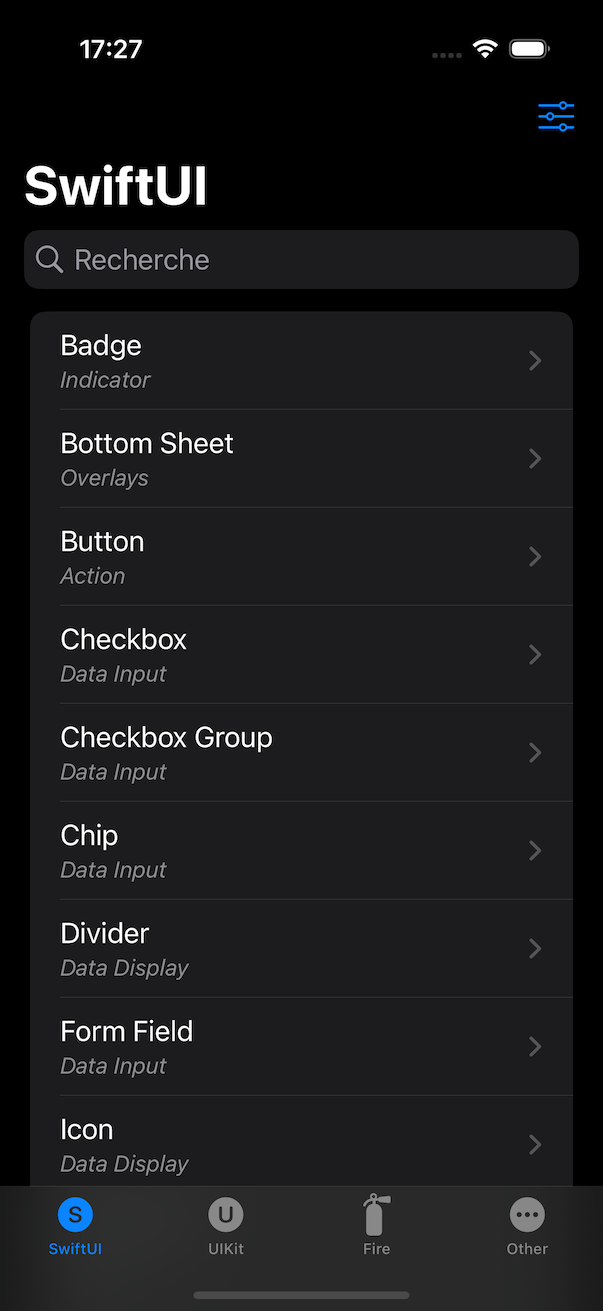 17:27
SwiftUI
Recherche
Badge
Indicator
Bottom Sheet
Overlays
Button
Action
Checkbox
Data Input
Checkbox Group
Data Input
Chip
Data Input
Divider
Data Display
Form Field
Data Input
Icon
Data Display
S U
SwiftUI UIKit Fire Other